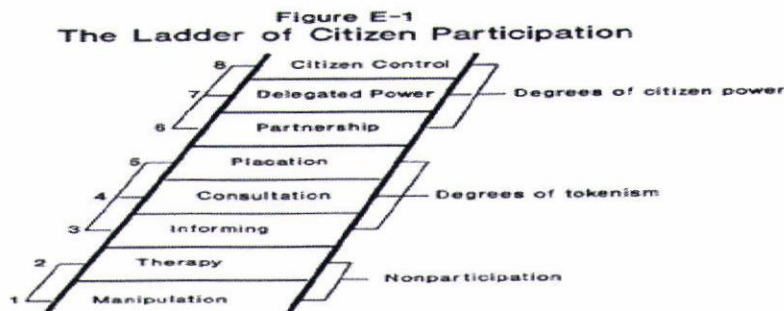 Figure E-1
The Ladder of Citizen Participation
8 Citizen Control
7 Delegated Power Degrees of citizen power
6 Partnership
5 Placation
4 Consultation Degrees of tokenism
3 Informing
2 Therapy
Nonparticipation
1 Manipulation